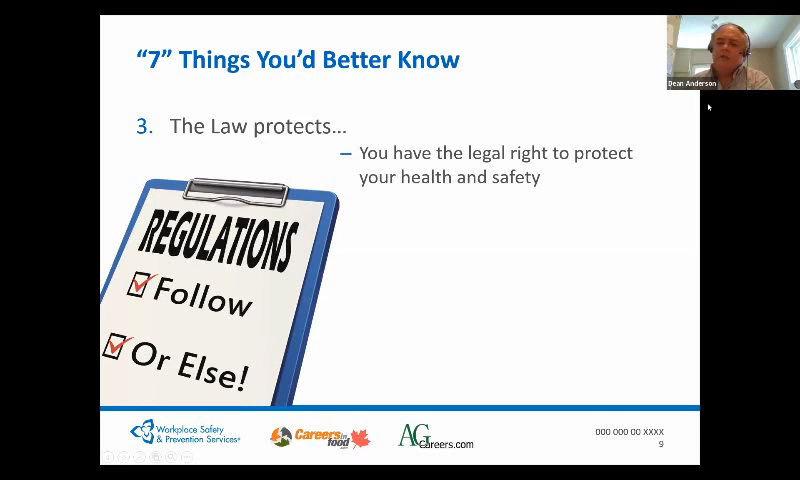 “7” Things You’d Better Know
Dean Anderson
3. The Law protects...
– You have the legal right to protect
your health and safety
REGULATIONS
Follow
Or Else!
Workplace Safety
& Prevention Services
Careers in
food
AG
Careers.com
000 000 00 XXXX
9